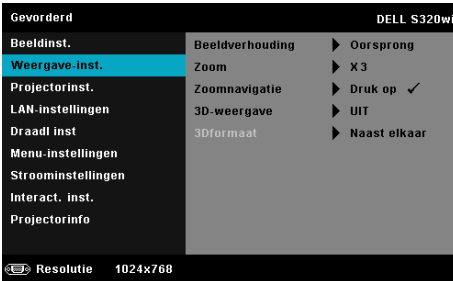 Gevorderd DELL S320wi
Beeldinst.
Weergave-inst.
Projectorinst.
LAN-instellingen
Draadl inst
Menu-instellingen
Stroominstellingen
Interact. inst.
Projectorinfo
Beeldverhouding Oorsprong
Zoom X3
Zoomnavigatie Druk op ✓
3D-weergave UIT
3Dformaat Naast elkaar
Resolutie 1024x768